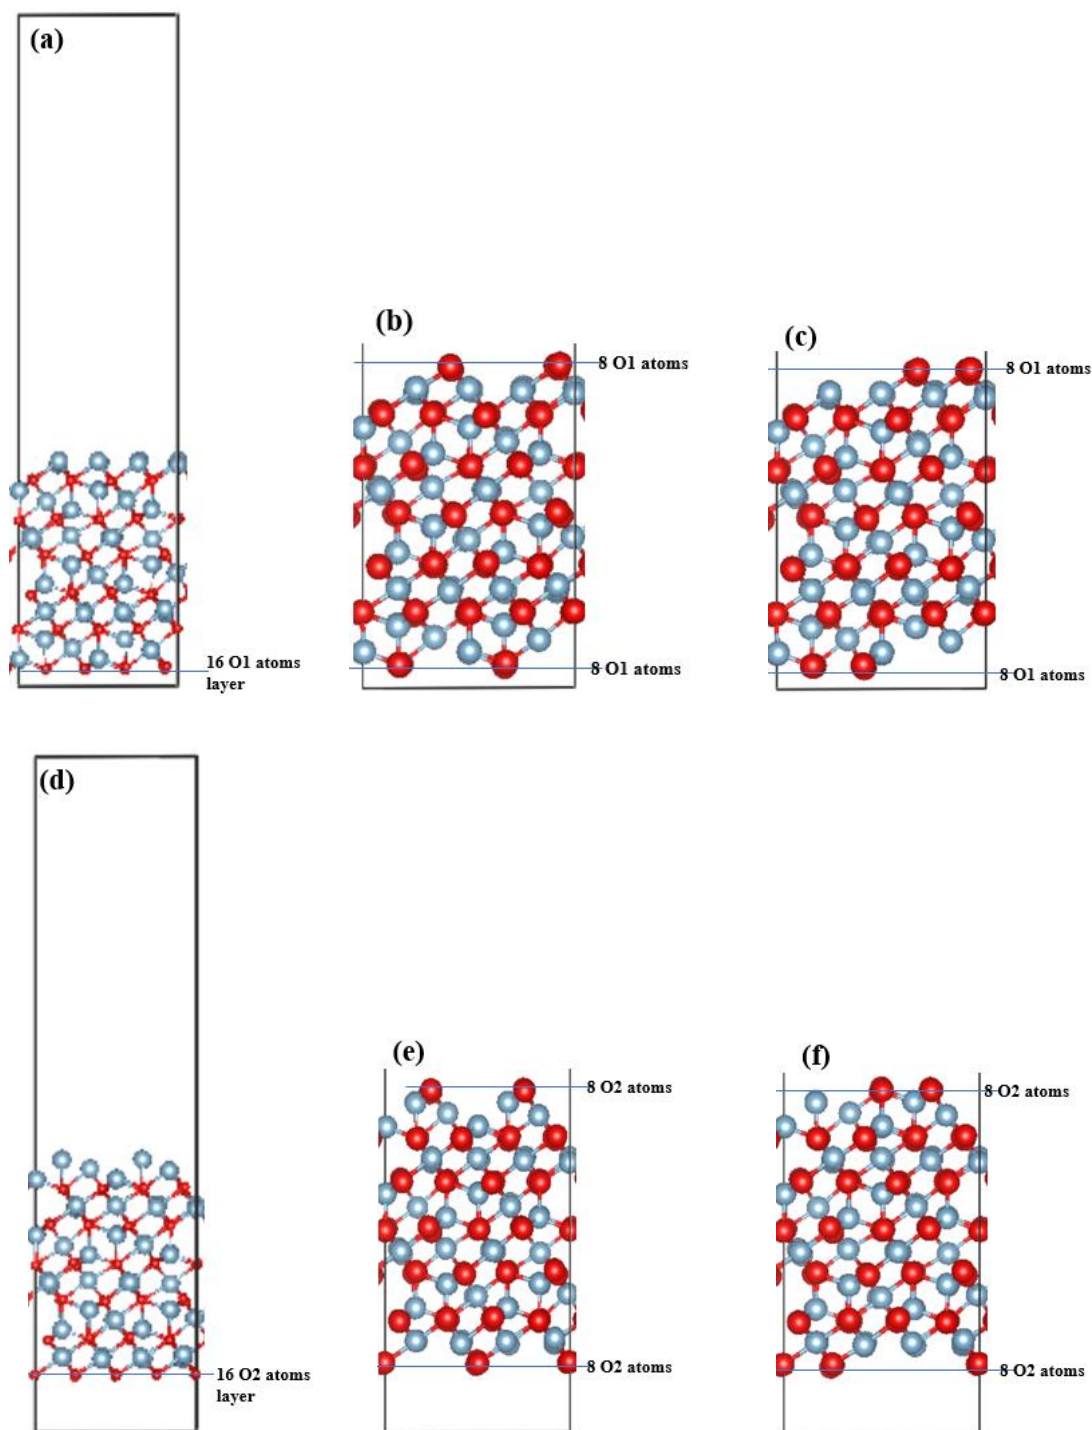 (a)
16 O1 atoms
layer
(b)
8 O1 atoms
8 O1 atoms
(c)
8 O1 atoms
8 O1 atoms
(d)
16 O2 atoms
layer
(e)
8 O2 atoms
8 O2 atoms
(f)
8 O2 atoms
8 O2 atoms